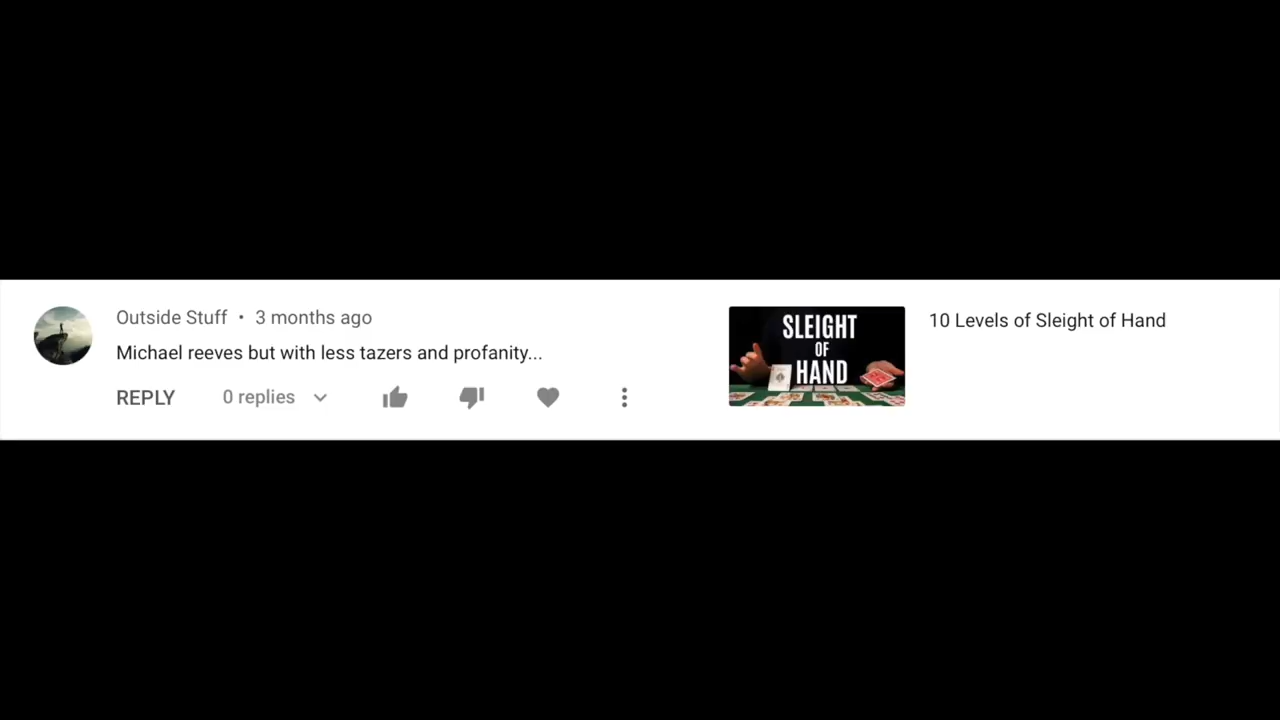 Outside Stuff • 3 months ago
Michael reeves but with less tazers and profanity...
REPLY 0 replies
SLEIGHT
OF
HAND
10 Levels of Sleight of Hand